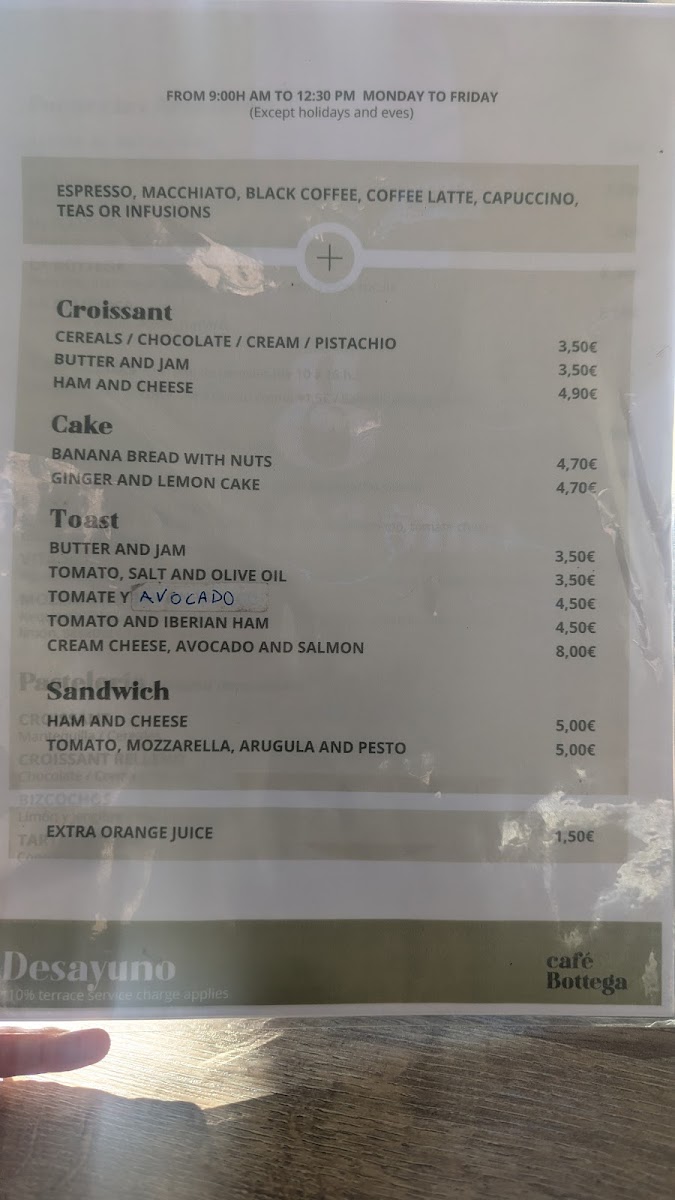 FROM 9:00H AM TO 12:30 PM MONDAY TO FRIDAY
(Except holidays and eves)
ESPRESSO, MACCHIATO, BLACK COFFEE, COFFEE LATTE, CAPUCCINO,
TEAS OR INFUSIONS
+
Croissant
CEREALS / CHOCOLATE / CREAM / PISTACHIO 3,50€
BUTTER AND JAM 3,50€
HAM AND CHEESE 4,90€
Cake
BANANA BREAD WITH NUTS 4,70€
GINGER AND LEMON CAKE 4,70€
Toast
BUTTER AND JAM 3,50€
TOMATO, SALT AND OLIVE OIL 3,50€
TOMATE Y AVOCADO 4,50€
TOMATO AND IBERIAN HAM 4,50€
CREAM CHEESE, AVOCADO AND SALMON 8,00€
Sandwich
HAM AND CHEESE 5,00€
TOMATO, MOZZARELLA, ARUGULA AND PESTO 5,00€
EXTRA ORANGE JUICE 1,50€
Desayuno
*10% terrace service charge applies
café
Bottega